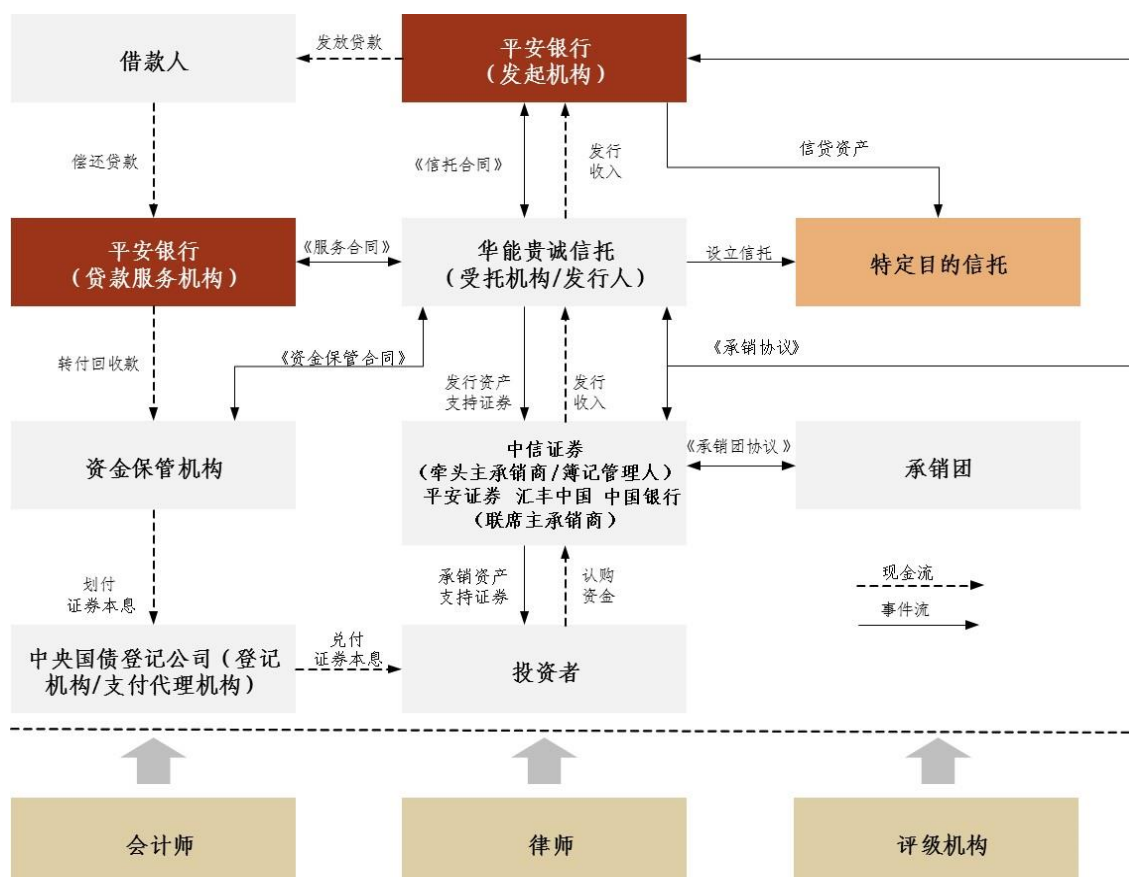 借款人
发放贷款
平安银行
（发起机构）
偿还贷款
《信托合同》
发行
收入
信贷资产
平安银行
（贷款服务机构）
《服务合同》
华能贵诚信托
（受托机构/发行人）
设立信托
特定目的信托
转付回收款
《资金保管合同》
发行资产
支持证券
发行
收入
《承销协议》
资金保管机构
中信证券
（牵头主承销商/簿记管理人）
平安证券 汇丰中国 中国银行
（联席主承销商）
《承销团协议》
承销团
划付
证券本息
承销资产
支持证券
认购
资金
现金流
事件流
中央国债登记公司（登记
机构/支付代理机构）
兑付
证券本息
投资者
会计师
律师
评级机构